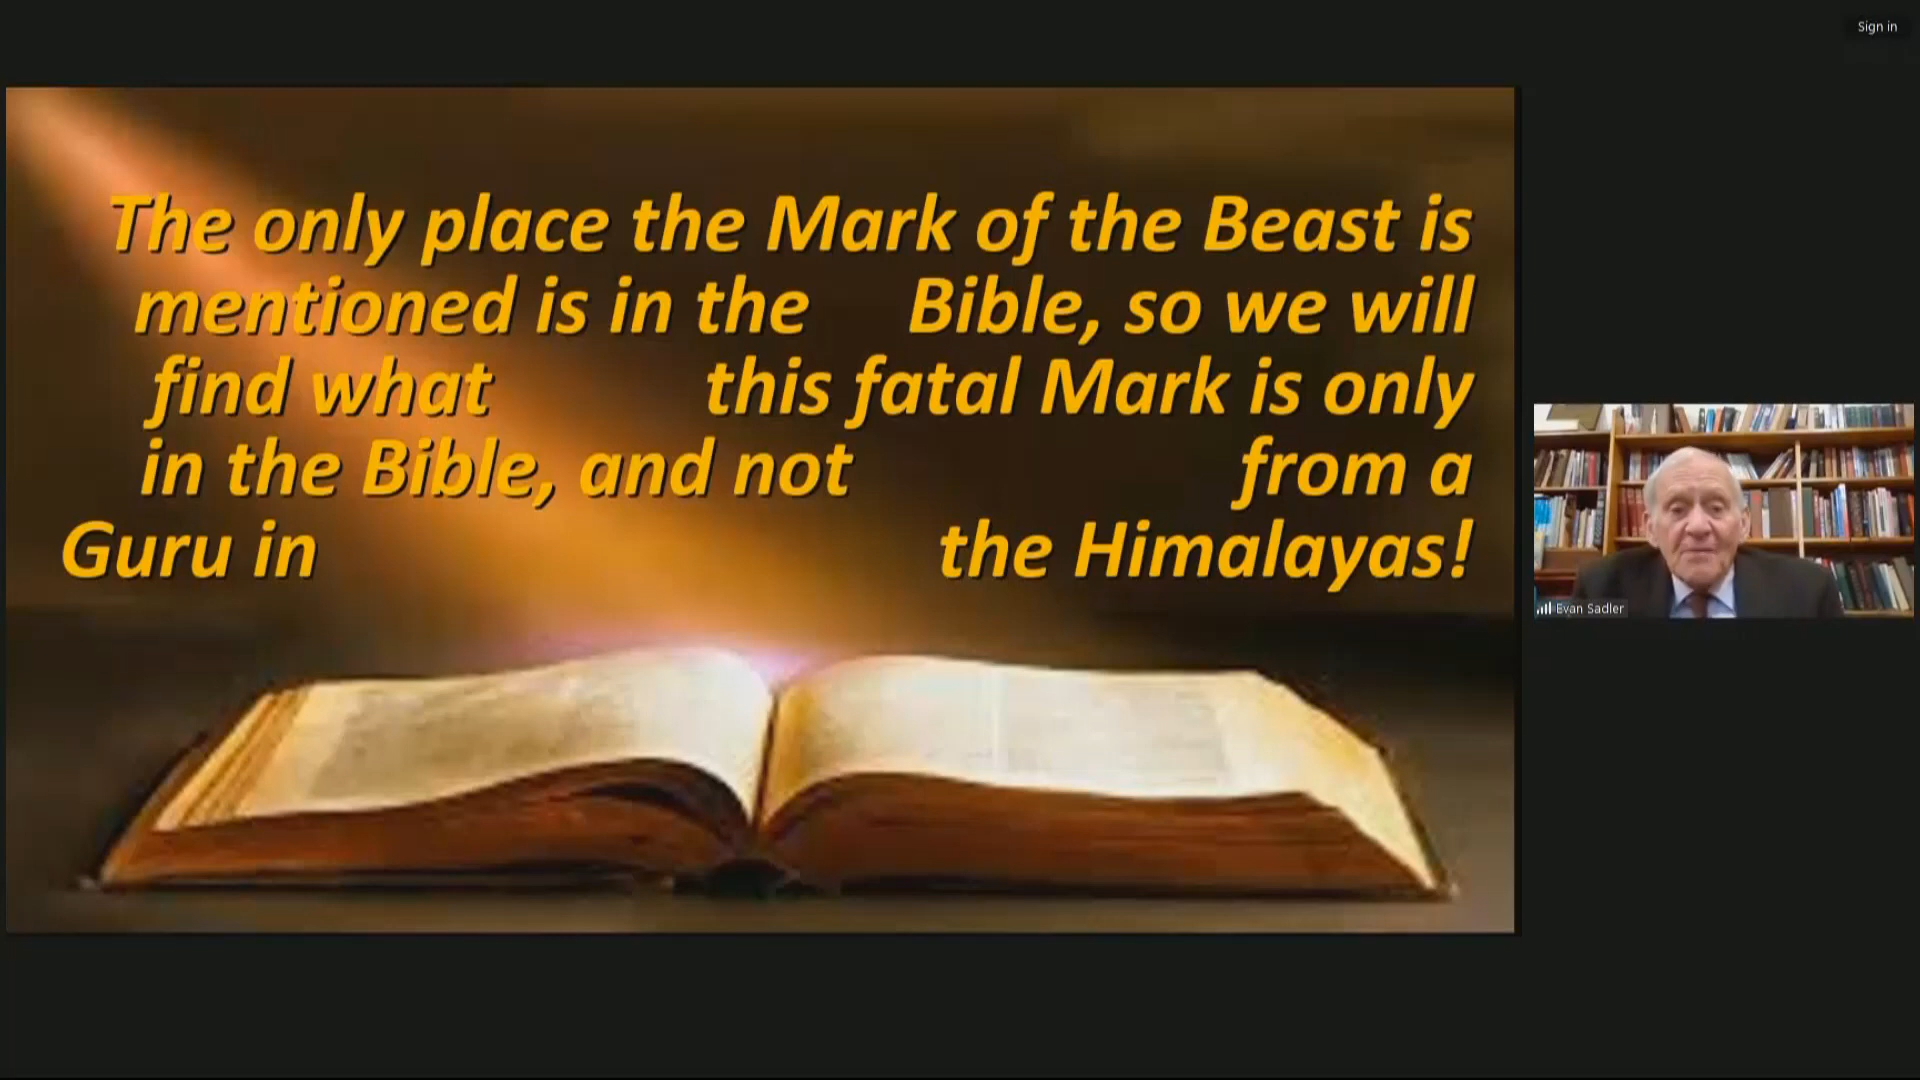 Sign in
The only place the Mark of the Beast is
mentioned is in the Bible, so we will
find what this fatal Mark is only
in the Bible, and not from a
Guru in the Himalayas!
Evan Sadler